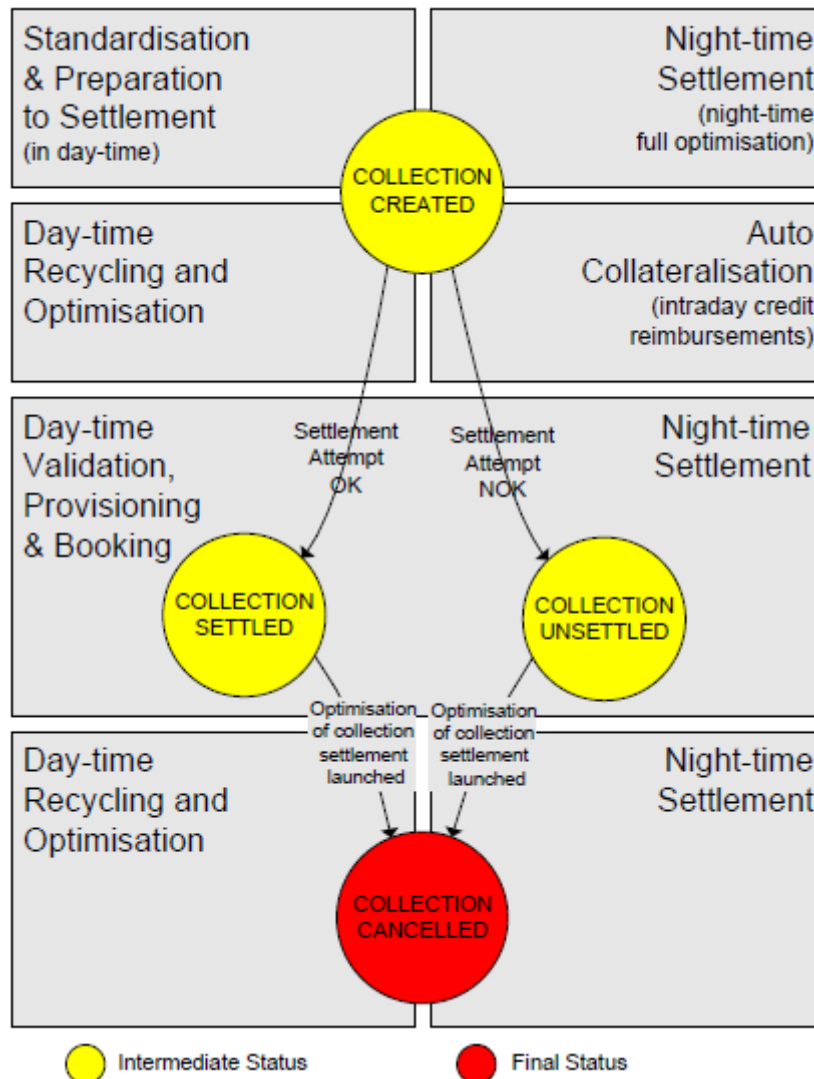 Standardisation
& Preparation
to Settlement
(in day-time)
Night-time
Settlement
(night-time
full optimisation)
COLLECTION
CREATED
Day-time
Recycling and
Optimisation
Auto
Collateralisation
(intraday credit
reimbursements)
Day-time
Validation,
Provisioning
& Booking
Settlement
Attempt
OK
Settlement
Attempt
NOK
Night-time
Settlement
COLLECTION
SETTLED
COLLECTION
UNSETTLED
Optimisation
of collection
settlement
launched
Optimisation
of collection
settlement
launched
Day-time
Recycling and
Optimisation
Night-time
Settlement
COLLECTION
CANCELLED
Intermediate Status
Final Status